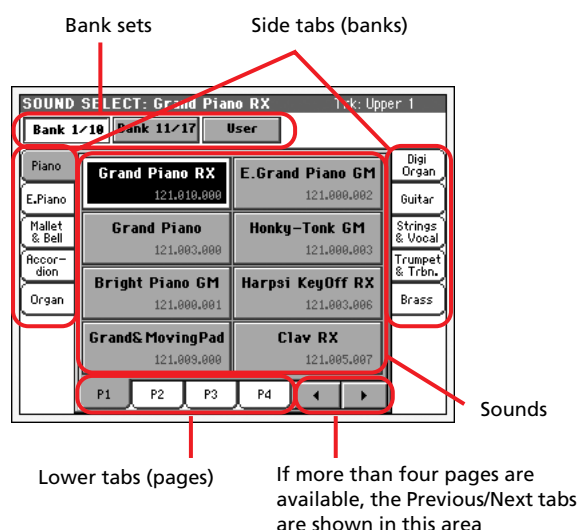 Bank sets
Side tabs (banks)
SOUND SELECT: Grand Piano RX
Trk: Upper 1
Bank 1/10
Bank 11/17
User
Piano
E.Piano
Mallet
& Bell
Accor-
dion
Organ
Grand Piano RX
121.010.000
E.Grand Piano GM
121.000.002
Grand Piano
121.003.000
Honky-Tonk GM
121.000.003
Bright Piano GM
121.000.001
Harpsi KeyOff RX
121.003.006
Grand& MovingPad
121.009.000
Clav RX
121.005.007
Digi
Organ
Guitar
Strings
& Vocal
Trumpet
& Trbn.
Brass
P1
P2
P3
P4
Sounds
Lower tabs (pages)
If more than four pages are
available, the Previous/Next tabs
are shown in this area